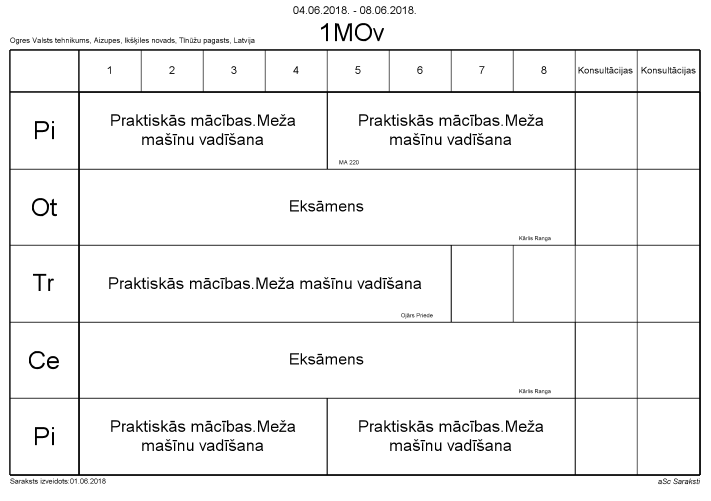 04.06.2018. - 08.06.2018.
1MOv
Ogres Valsts tehnikums, Aizupes, Ikšķiles novads, Tīnūžu pagasts, Latvija
1 2 3 4 5 6 7 8 Konsultācijas Konsultācijas
Pi
Praktiskās mācības.Meža
mašīnu vadīšana
Praktiskās mācības.Meža
mašīnu vadīšana
MA 220
Ot
Eksāmens
Kārlis Ranga
Tr
Praktiskās mācības.Meža mašīnu vadīšana
Ojārs Priede
Ce
Eksāmens
Kārlis Ranga
Pi
Praktiskās mācības.Meža
mašīnu vadīšana
Praktiskās mācības.Meža
mašīnu vadīšana
Saraksts izveidots:01.06.2018
aSc Saraksti